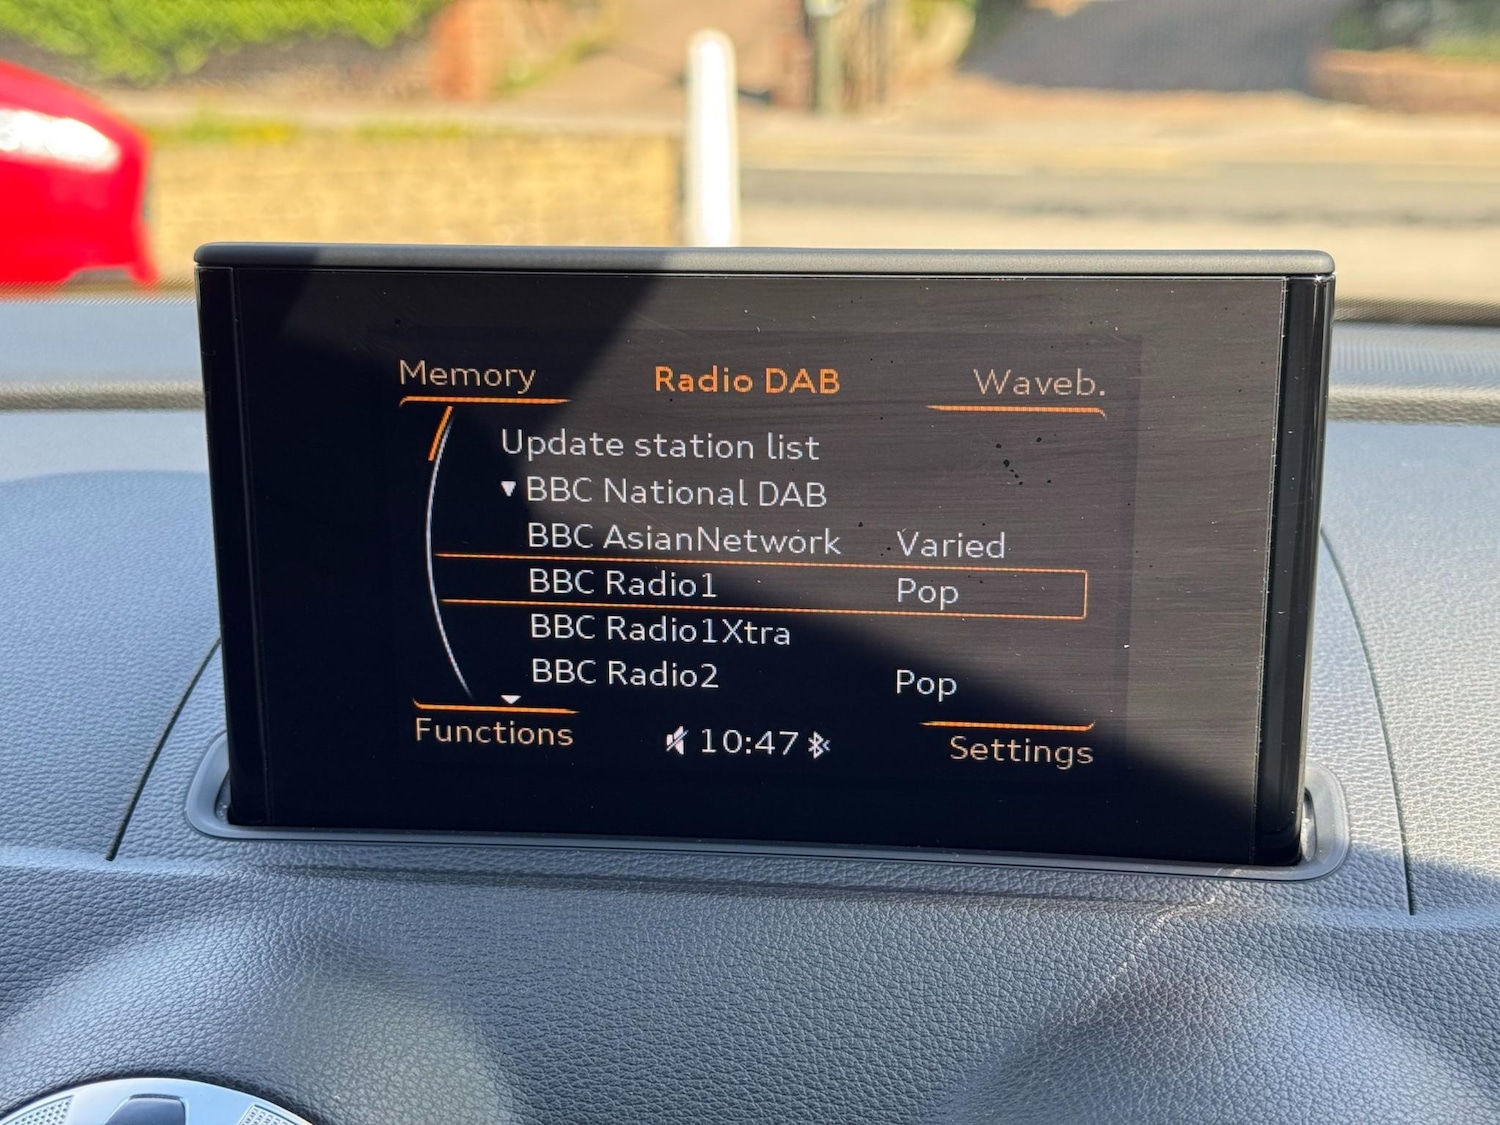 Memory Radio DAB Waveb.
Update station list
BBC National DAB
BBC AsianNetwork Varied
BBC Radio1 Pop
BBC Radio1Xtra
BBC Radio2 Pop
Functions 10:47 Settings